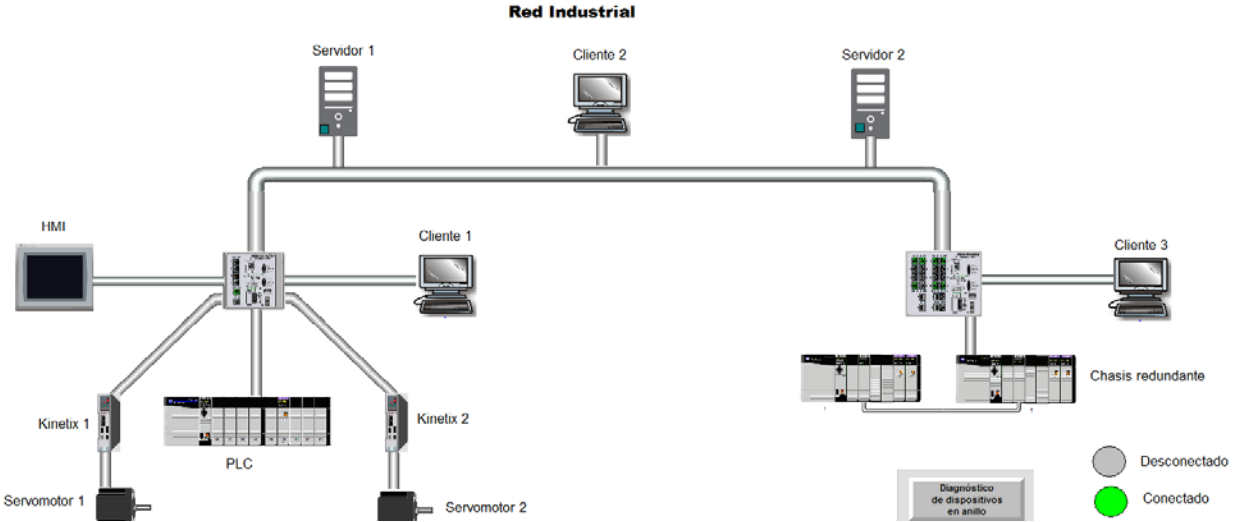 Red Industrial
Servidor 1
Cliente 2
Servidor 2
HMI
Cliente 1
Cliente 3
Chasis redundante
Kinetix 1
Kinetix 2
PLC
Desconectado
Diagnóstico
de dispositivos
en anillo
Conectado
Servomotor 1
Servomotor 2